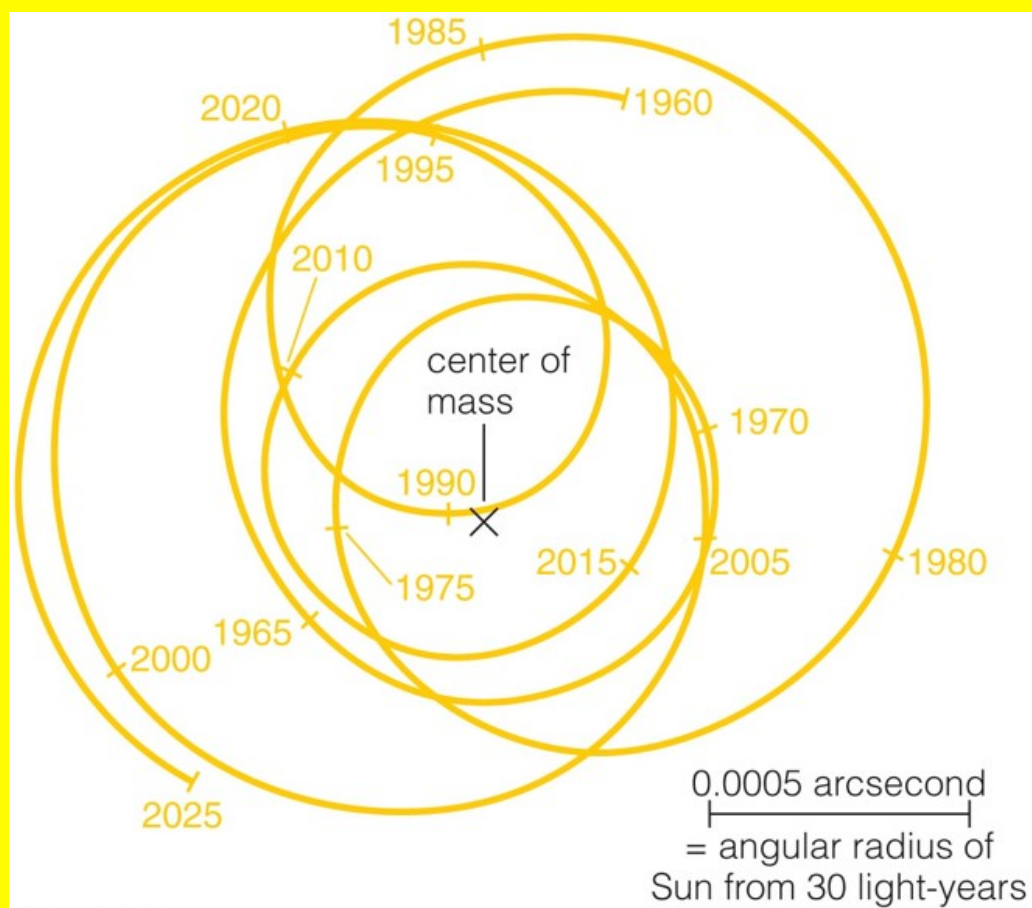 1985
1960
2020
1995
2010
center of
mass
1970
1990
2015
2005
1980
1975
1965
2000
2025
0.0005 arcsecond
= angular radius of
Sun from 30 light-years